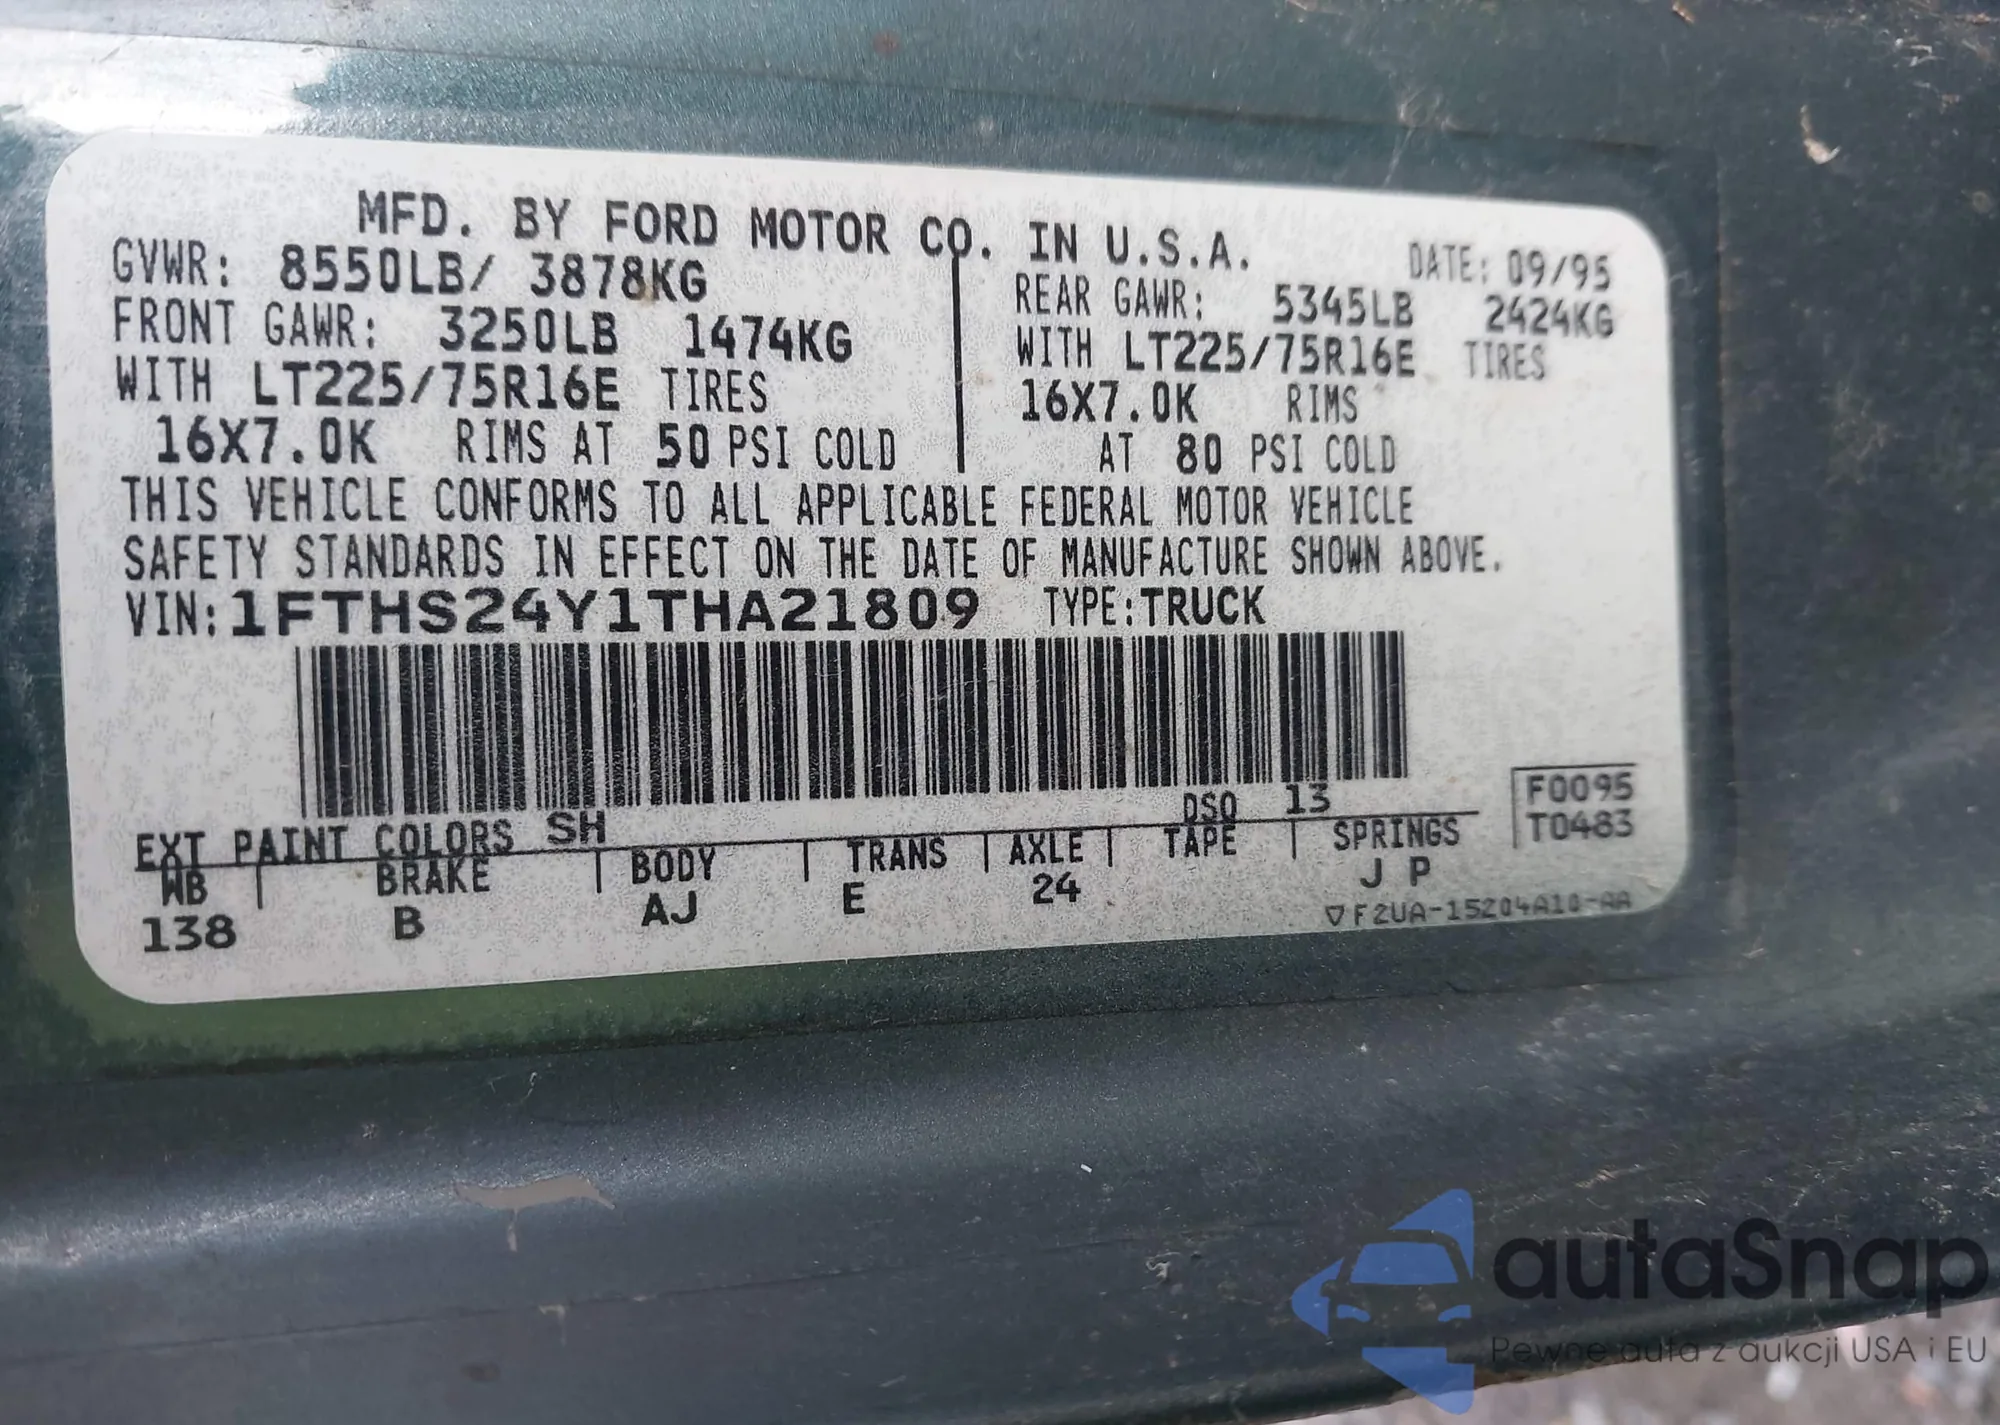 MFD. BY FORD MOTOR CO. IN U.S.A.
DATE: 09/95
GVWR: 8550LB/ 3878KG
FRONT GAWR: 3250LB 1474KG
WITH LT225/75R16E TIRES
16X7.0K RIMS AT 50 PSI COLD
REAR GAWR: 5345LB 2424KG
WITH LT225/75R16E TIRES
16X7.0K RIMS
AT 80 PSI COLD
THIS VEHICLE CONFORMS TO ALL APPLICABLE FEDERAL MOTOR VEHICLE
SAFETY STANDARDS IN EFFECT ON THE DATE OF MANUFACTURE SHOWN ABOVE.
VIN:1FTHS24Y1THA21809 TYPE:TRUCK
EXT PAINT COLORS SH DSO 13
WB BRAKE BODY TRANS AXLE TAPE SPRINGS
138 B AJ E 24 J P
F0095
T0483
▽F2UA-15204A10-AA
autaSnap
Pewne auta z aukcji USA i EU